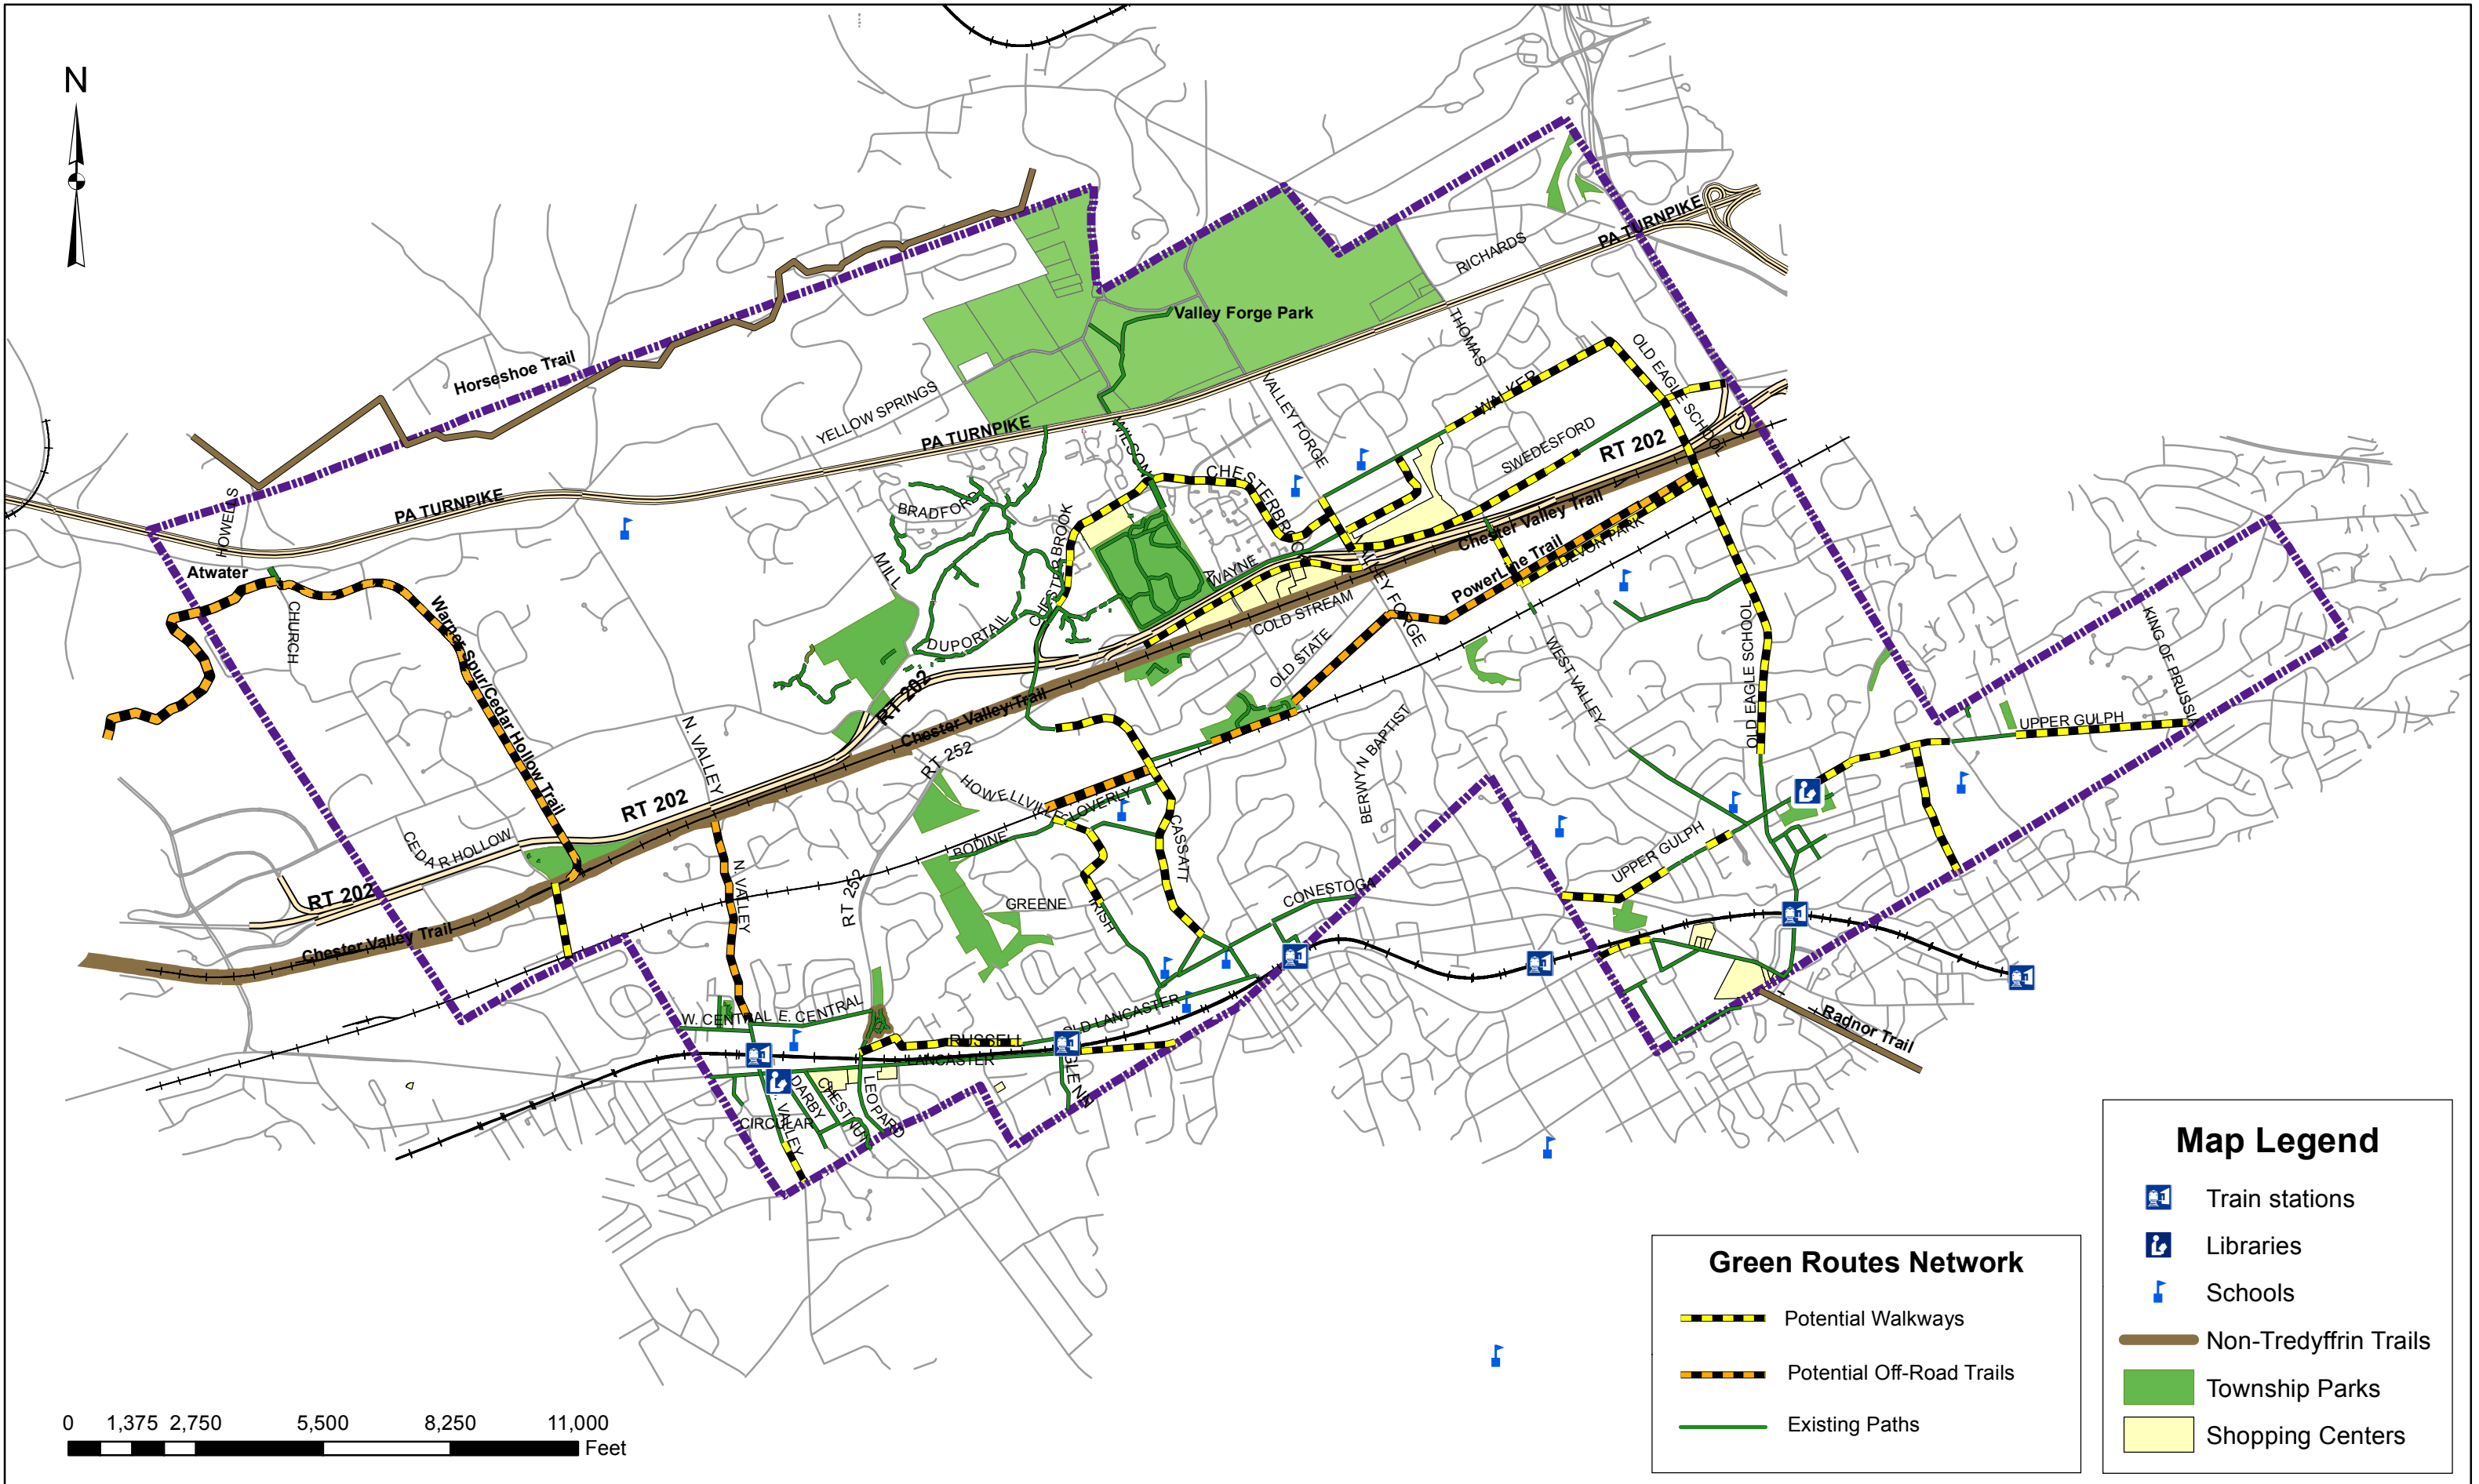 N
Horseshoe Trail
Valley Forge Park
RICHARDS
PA TURNPIKE
THOMAS
YELLOW SPRINGS
PA TURNPIKE
WILSON
VALLEY FORGE
WALKER
OLD EAGLE SCHOOL
SWEDESFORD
RT 202
HOWELLS
PA TURNPIKE
BRADFORD
CHESTERBROOK
CHESTERBROOK
Chester Valley Trail
DEVON PARK
PowerLine Trail
Atwater
CHURCH
Warner Spur/Cedar Hollow Trail
MILL
DUPORTAIL
WAYNE
VALLEY FORGE
COLD STREAM
OLD STATE
WEST VALLEY
OLD EAGLE SCHOOL
KING OF PRUSSIA
UPPER GULPH
RT 202
Chester Valley Trail
N. VALLEY
RT 252
BERWYN BAPTIST
HOWELLVILLE
CLOVERLY
BODINE
CASSATT
RT 202
CEDAR HOLLOW
RT 202
N. VALLEY
RT 252
GREENE
IRISH
CONESTOGA
UPPER GULPH
Chester Valley Trail
W. CENTRAL
E. CENTRAL
OLD LANCASTER
RUSSELL
LANCASTER
Radnor Trail
DARBY
CHESTNUT
LEOPARD
CIRCULAR
VALLEY
Map Legend
Train stations
Libraries
Schools
Non-Tredyffrin Trails
Township Parks
Shopping Centers
Green Routes Network
Potential Walkways
Potential Off-Road Trails
Existing Paths
0 1,375 2,750 5,500 8,250 11,000
Feet